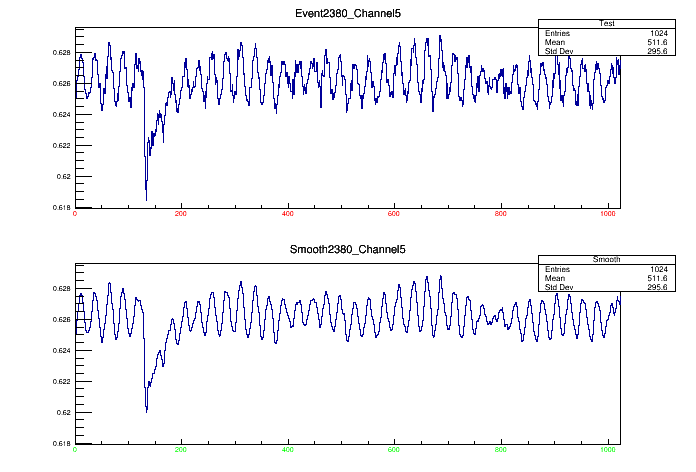 Event2380_Channel5
Test
Entries 1024
Mean 511.6
Std Dev 295.6
0.628
0.626
0.624
0.622
0.62
0.618
0 200 400 600 800 1000
Smooth2380_Channel5
Smooth
Entries 1024
Mean 511.6
Std Dev 295.6
0.628
0.626
0.624
0.622
0.62
0.618
0 200 400 600 800 1000